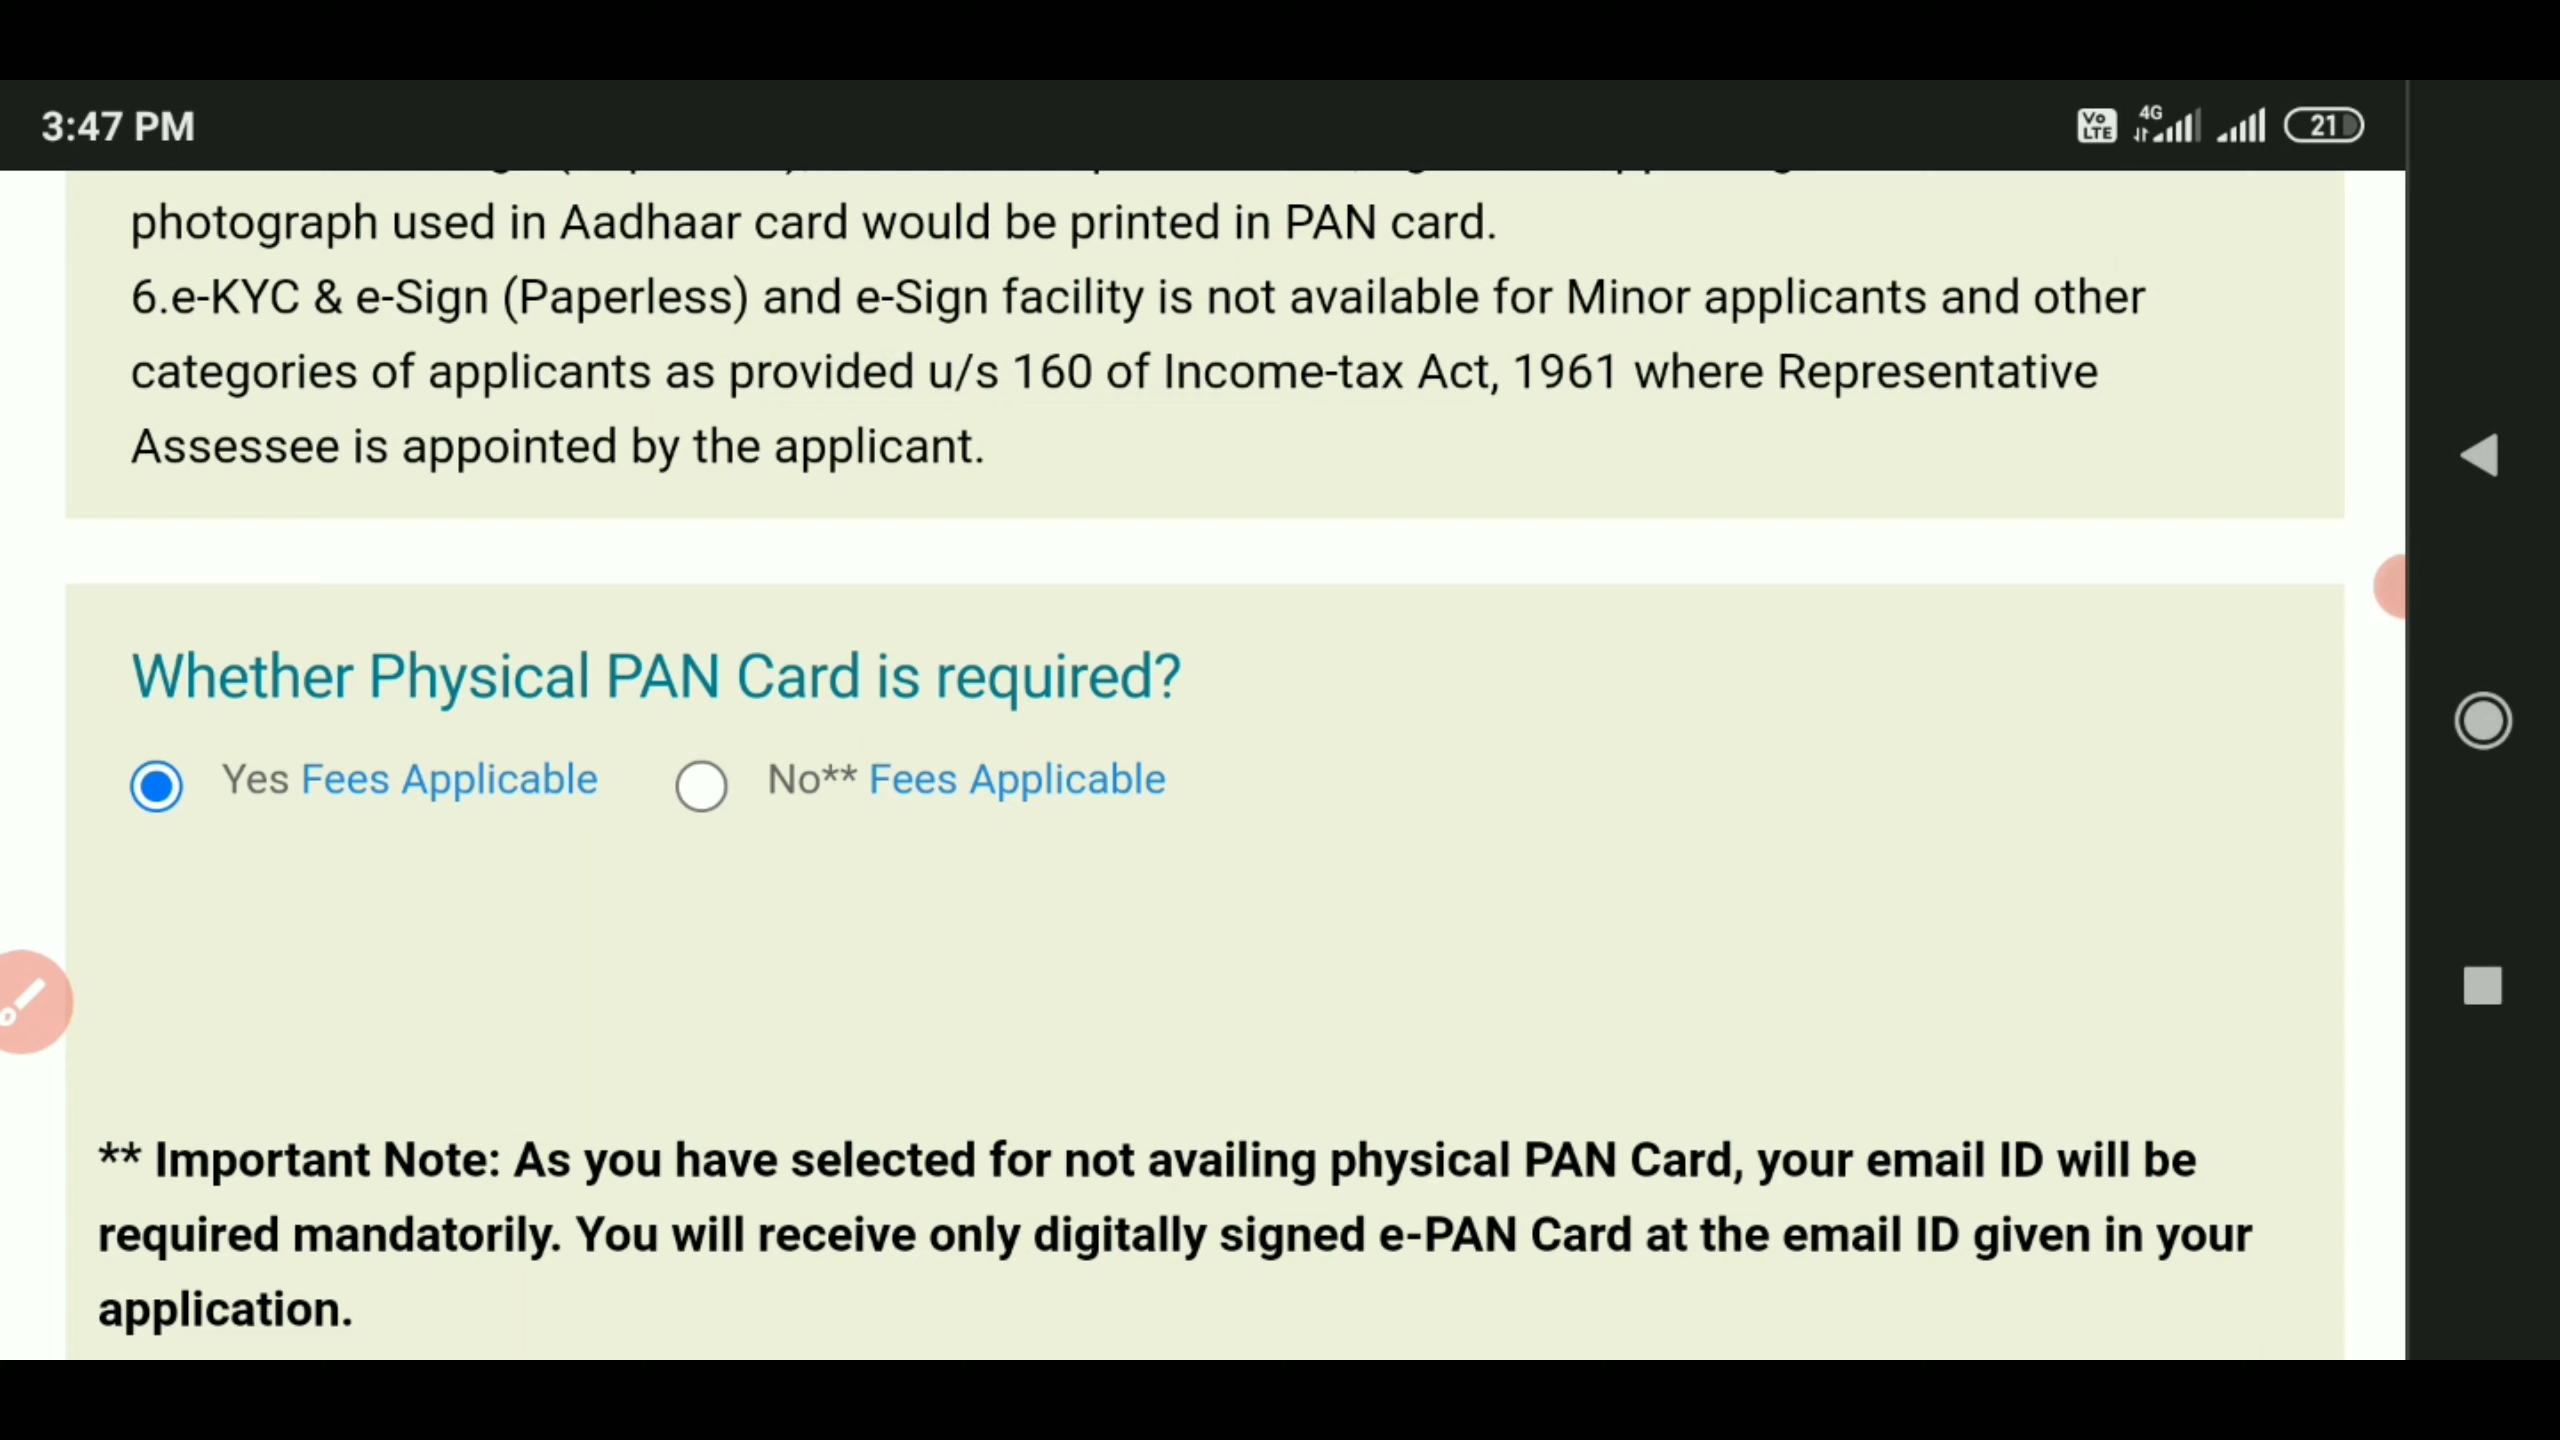 3:47 PM
Vo LTE 4G 21
photograph used in Aadhaar card would be printed in PAN card.
6.e-KYC & e-Sign (Paperless) and e-Sign facility is not available for Minor applicants and other
categories of applicants as provided u/s 160 of Income-tax Act, 1961 where Representative
Assessee is appointed by the applicant.
Whether Physical PAN Card is required?
Yes Fees Applicable No** Fees Applicable
** Important Note: As you have selected for not availing physical PAN Card, your email ID will be
required mandatorily. You will receive only digitally signed e-PAN Card at the email ID given in your
application.